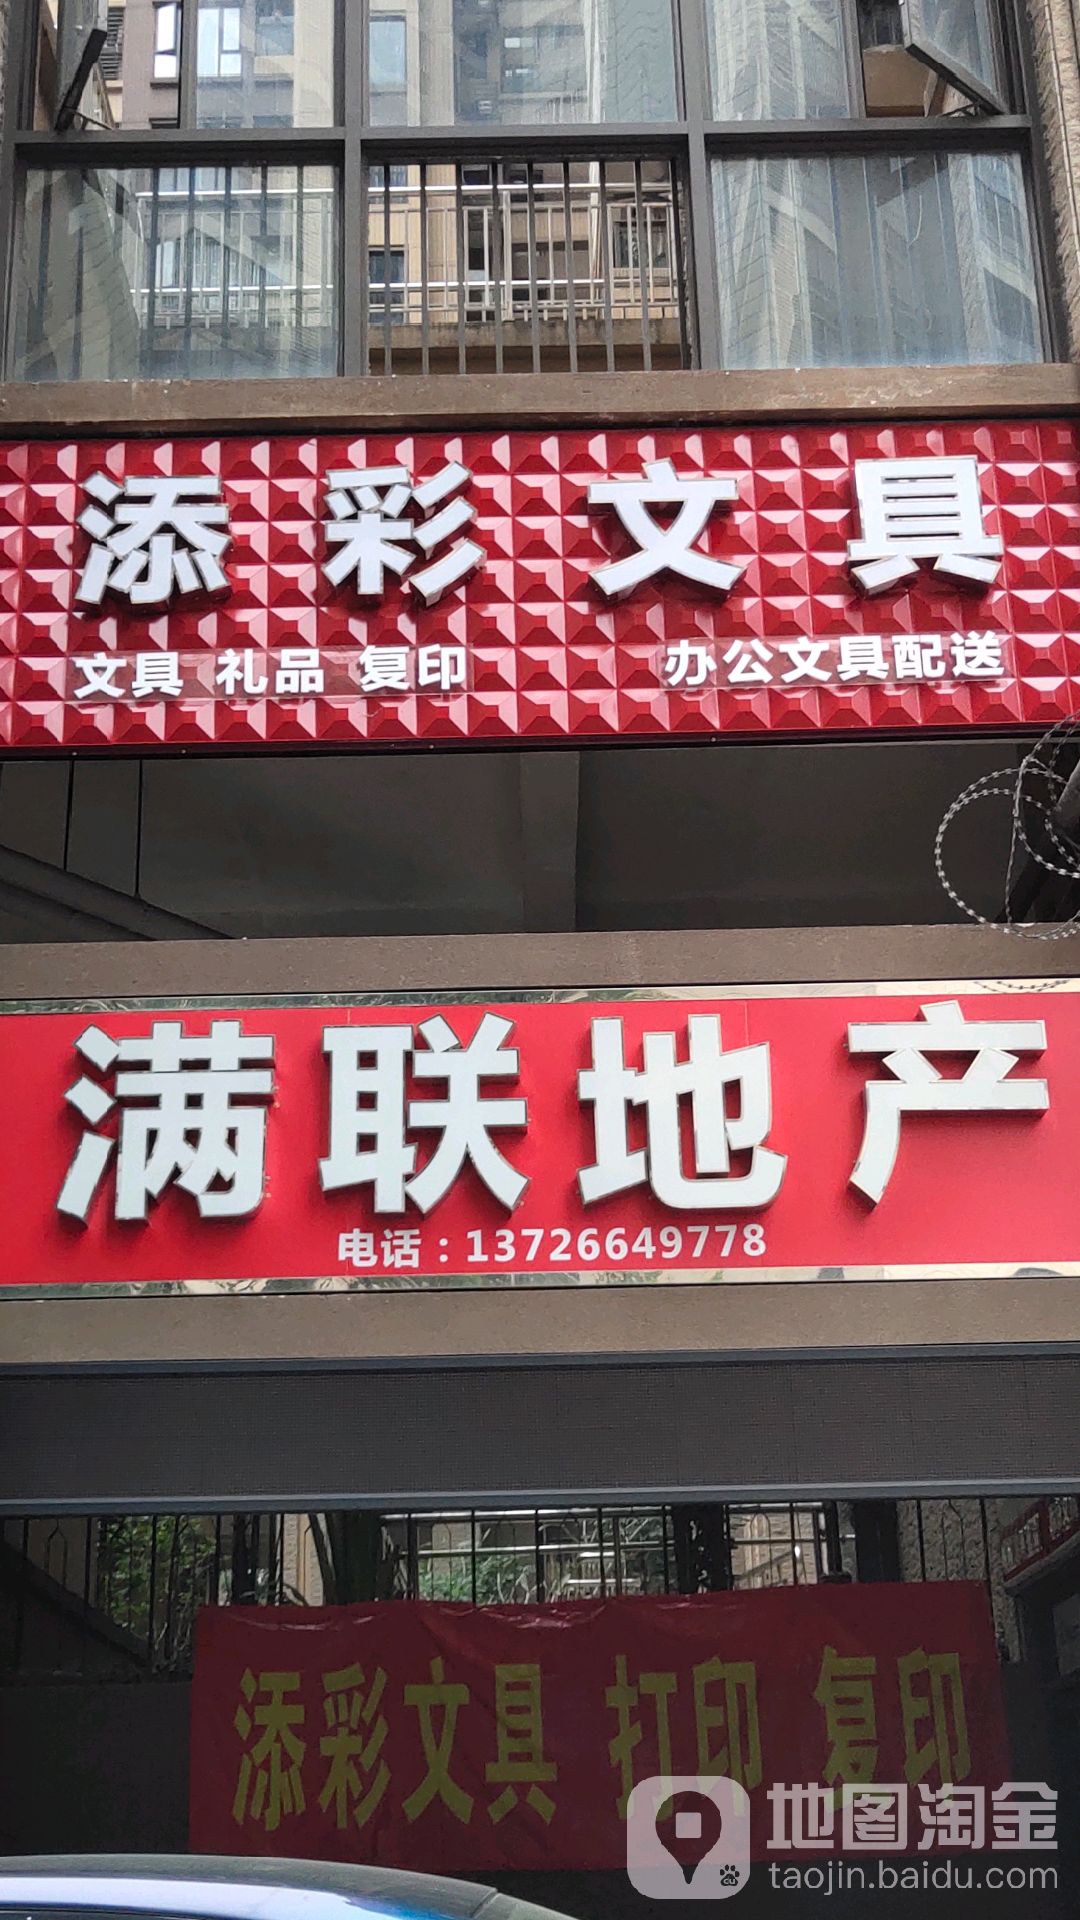 添彩文具
文具 礼品 复印 办公文具配送
满联地产
电话：13726649778
添彩文具 打印 复印
地图淘金
taojin.baidu.com